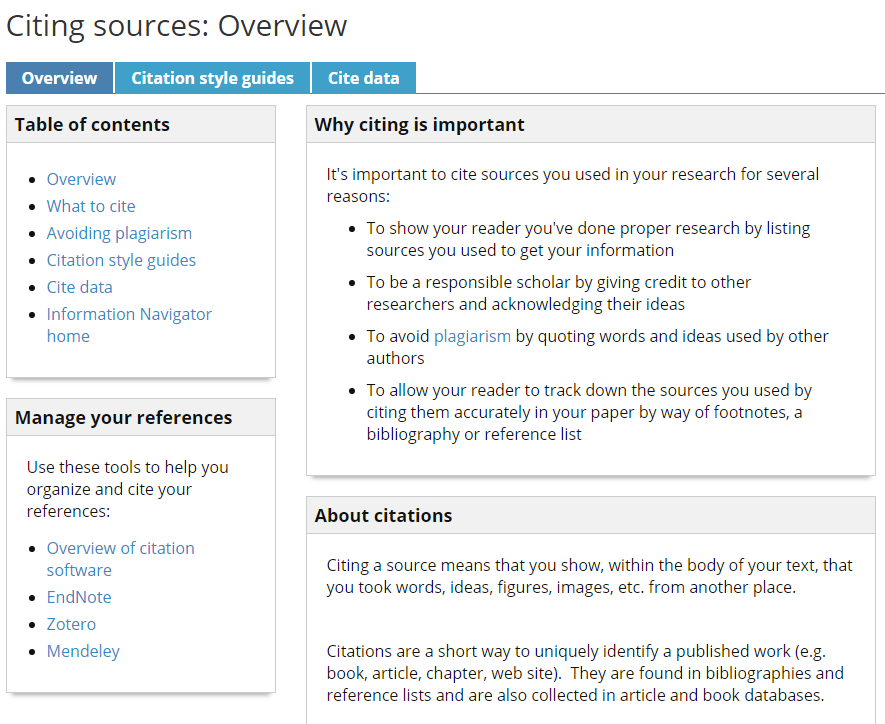 Citing sources: Overview
Overview
Citation style guides
Cite data
Table of contents
Overview
What to cite
Avoiding plagiarism
Citation style guides
Cite data
Information Navigator
home
Manage your references
Use these tools to help you
organize and cite your
references:
Overview of citation
software
EndNote
Zotero
Mendeley
Why citing is important
It's important to cite sources you used in your research for several
reasons:
To show your reader you've done proper research by listing
sources you used to get your information
To be a responsible scholar by giving credit to other
researchers and acknowledging their ideas
To avoid plagiarism by quoting words and ideas used by other
authors
To allow your reader to track down the sources you used by
citing them accurately in your paper by way of footnotes, a
bibliography or reference list
About citations
Citing a source means that you show, within the body of your text, that
you took words, ideas, figures, images, etc. from another place.
Citations are a short way to uniquely identify a published work (e.g.
book, article, chapter, web site).  They are found in bibliographies and
reference lists and are also collected in article and book databases.